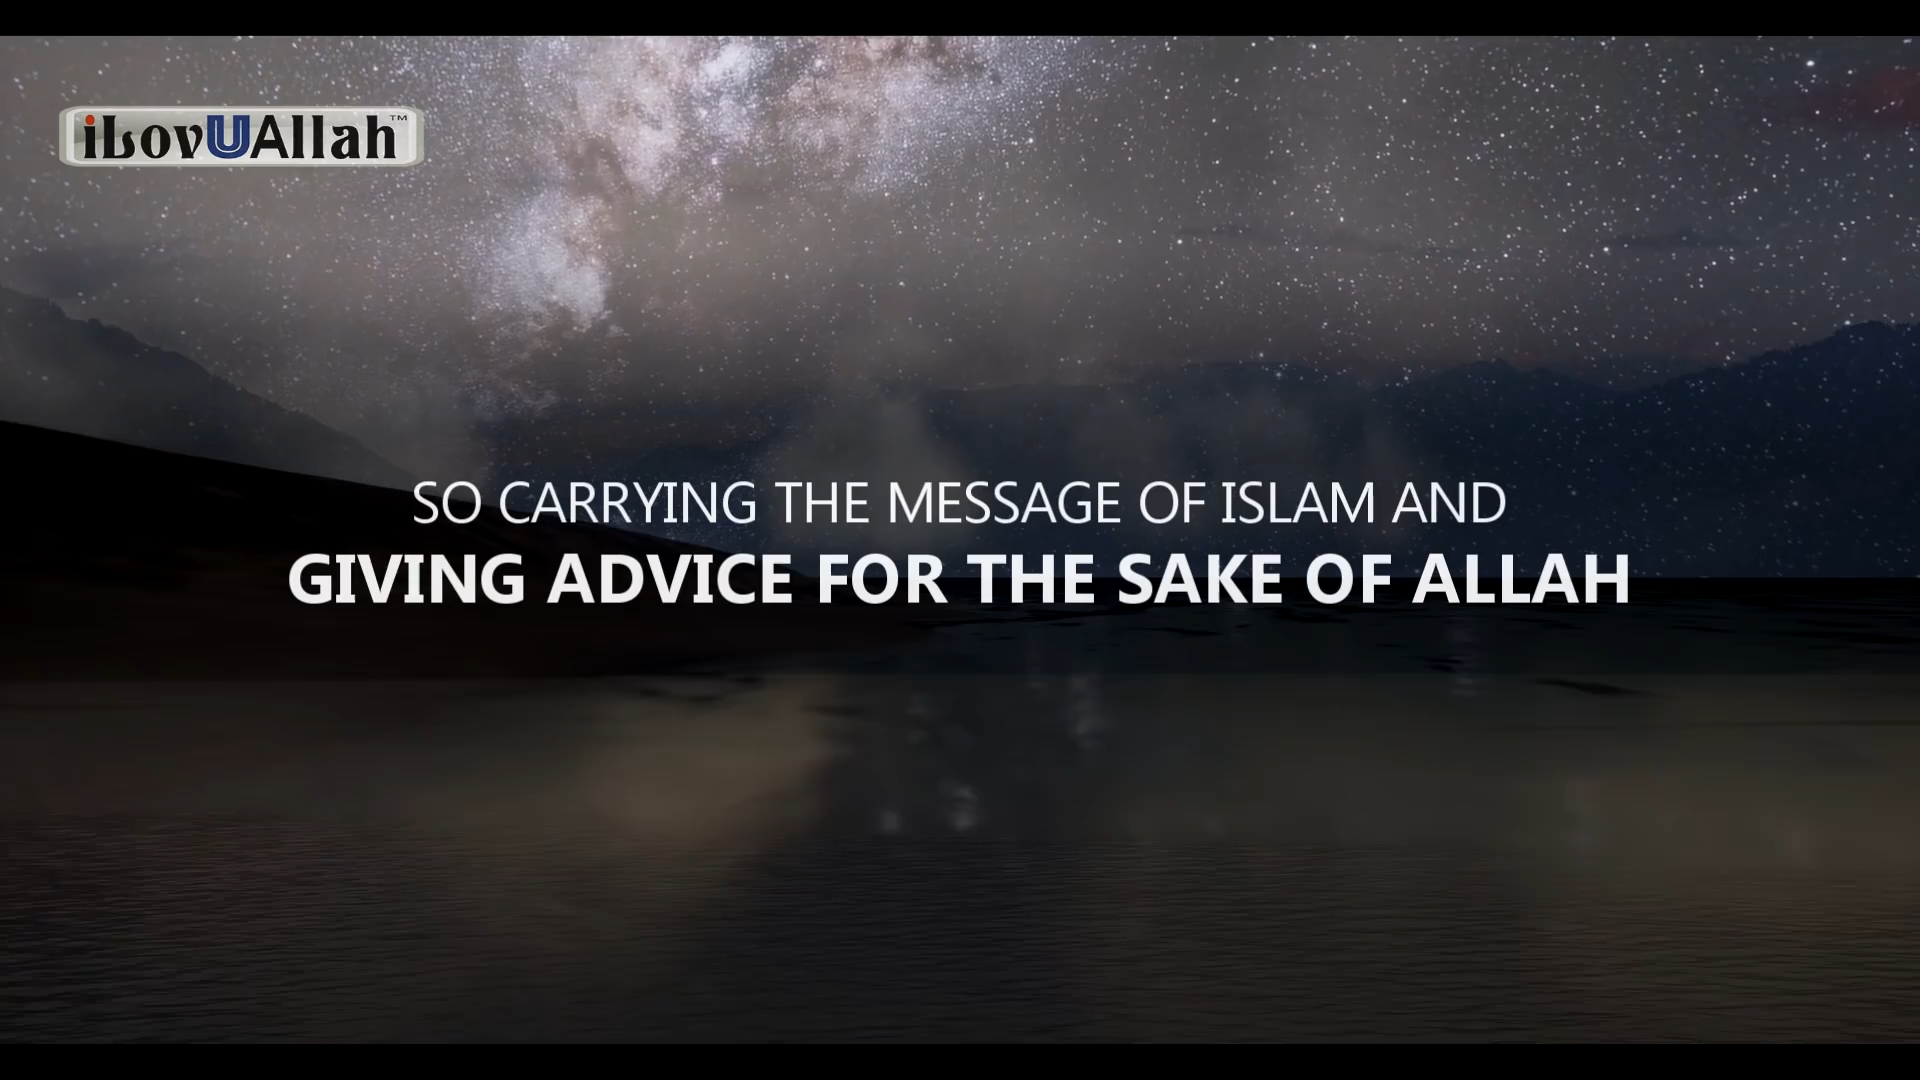 iLovUAllah™
SO CARRYING THE MESSAGE OF ISLAM AND
GIVING ADVICE FOR THE SAKE OF ALLAH